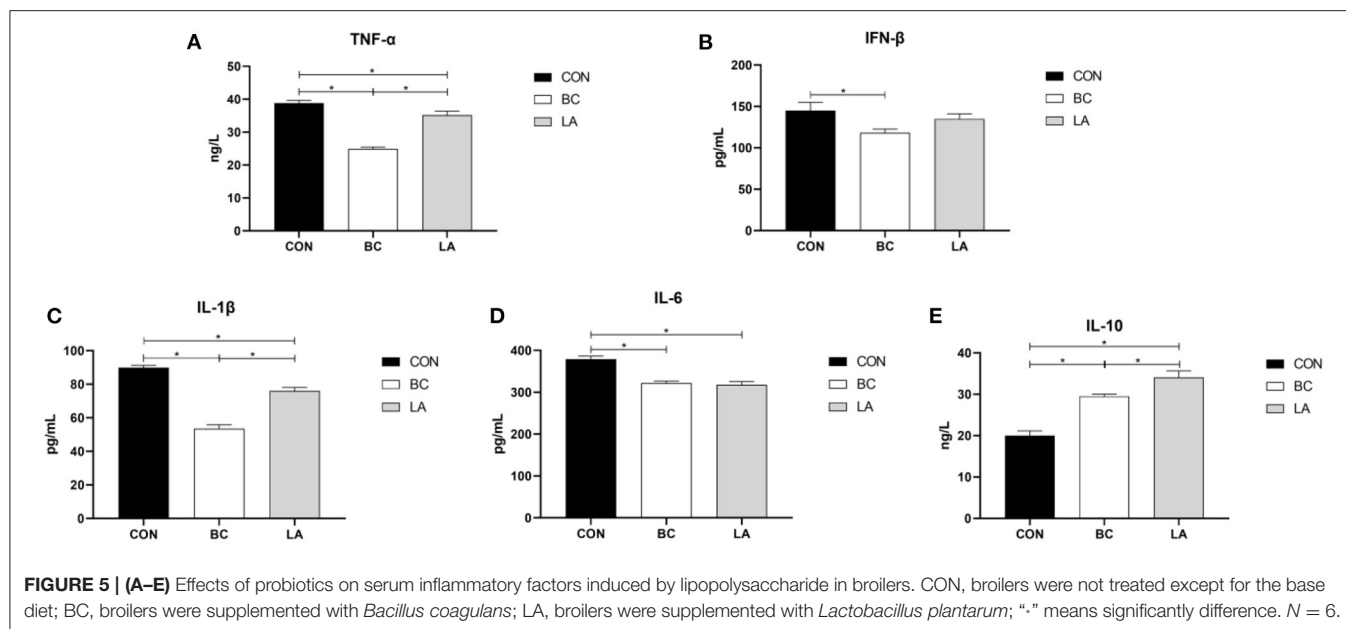 A
TNF-α
50
40
30
20
10
0
ng/L
*
* *
CON BC LA
CON
BC
LA
B
IFN-β
200
150
100
50
0
pg/mL
*
CON BC LA
CON
BC
LA
C
IL-1β
100
80
60
40
20
0
pg/mL
*
* *
CON BC LA
CON
BC
LA
D
IL-6
400
300
200
100
0
pg/mL
*
*
CON BC LA
CON
BC
LA
E
IL-10
40
30
20
10
0
ng/L
*
* *
CON BC LA
CON
BC
LA
FIGURE 5 | (A–E) Effects of probiotics on serum inflammatory factors induced by lipopolysaccharide in broilers. CON, broilers were not treated except for the base
diet; BC, broilers were supplemented with Bacillus coagulans; LA, broilers were supplemented with Lactobacillus plantarum; “·” means significantly difference. N = 6.